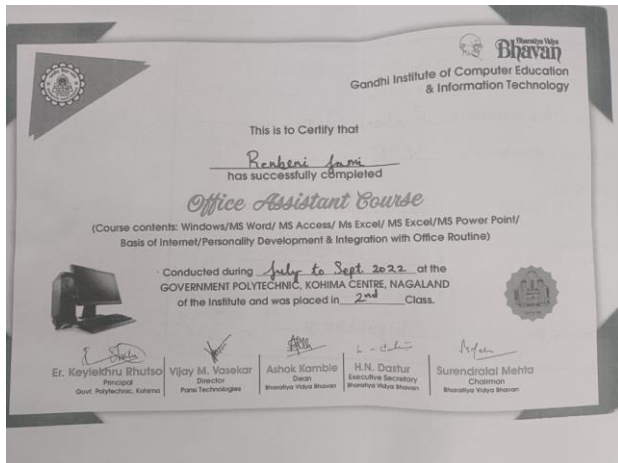 Bharatiya Vidya
Bhavan
Gandhi Institute of Computer Education
& Information Technology
This is to Certify that
Renbeni Jami
has successfully completed
Office Assistant Course
(Course contents: Windows/MS Word/ MS Access/ Ms Excel/ MS Excel/MS Power Point/
Basis of Internet/Personality Development & Integration with Office Routine)
Conducted during July to Sept 2022 at the
GOVERNMENT POLYTECHNIC, KOHIMA CENTRE, NAGALAND
of the Institute and was placed in 2nd Class.
Er. Keyiekhru Rhutso
Principal
Govt. Polytechnic, Kohima
Vijay M. Vasekar
Director
Pansi Technologies
Ashok Kamble
Dean
Bharatiya Vidya Bhavan
H.N. Dastur
Executive Secretary
Bharatiya Vidya Bhavan
Surendralal Mehta
Chairman
Bharatiya Vidya Bhavan